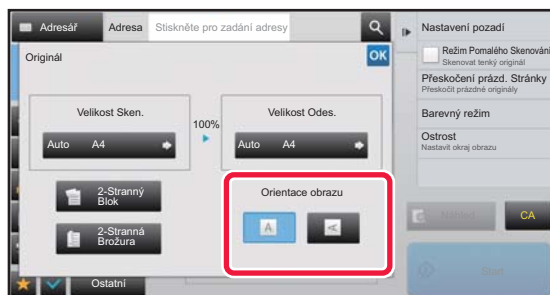 Adresář
Adresa
Stiskněte pro zadání adresy
Originál
OK
Velikost Sken.
Auto A4
100%
Velikost Odes.
Auto A4
2-Stranný
Blok
2-Stranná
Brožura
Orientace obrazu
A
A
Ostatní
Nastavení pozadí
Režim Pomalého Skenování
Skenovat tenký originál
Přeskočení prázd. Stránky
Přeskočit prázdné originály
Barevný režim
Ostrost
Nastavit okraj obrazu
Náhled
CA
Start